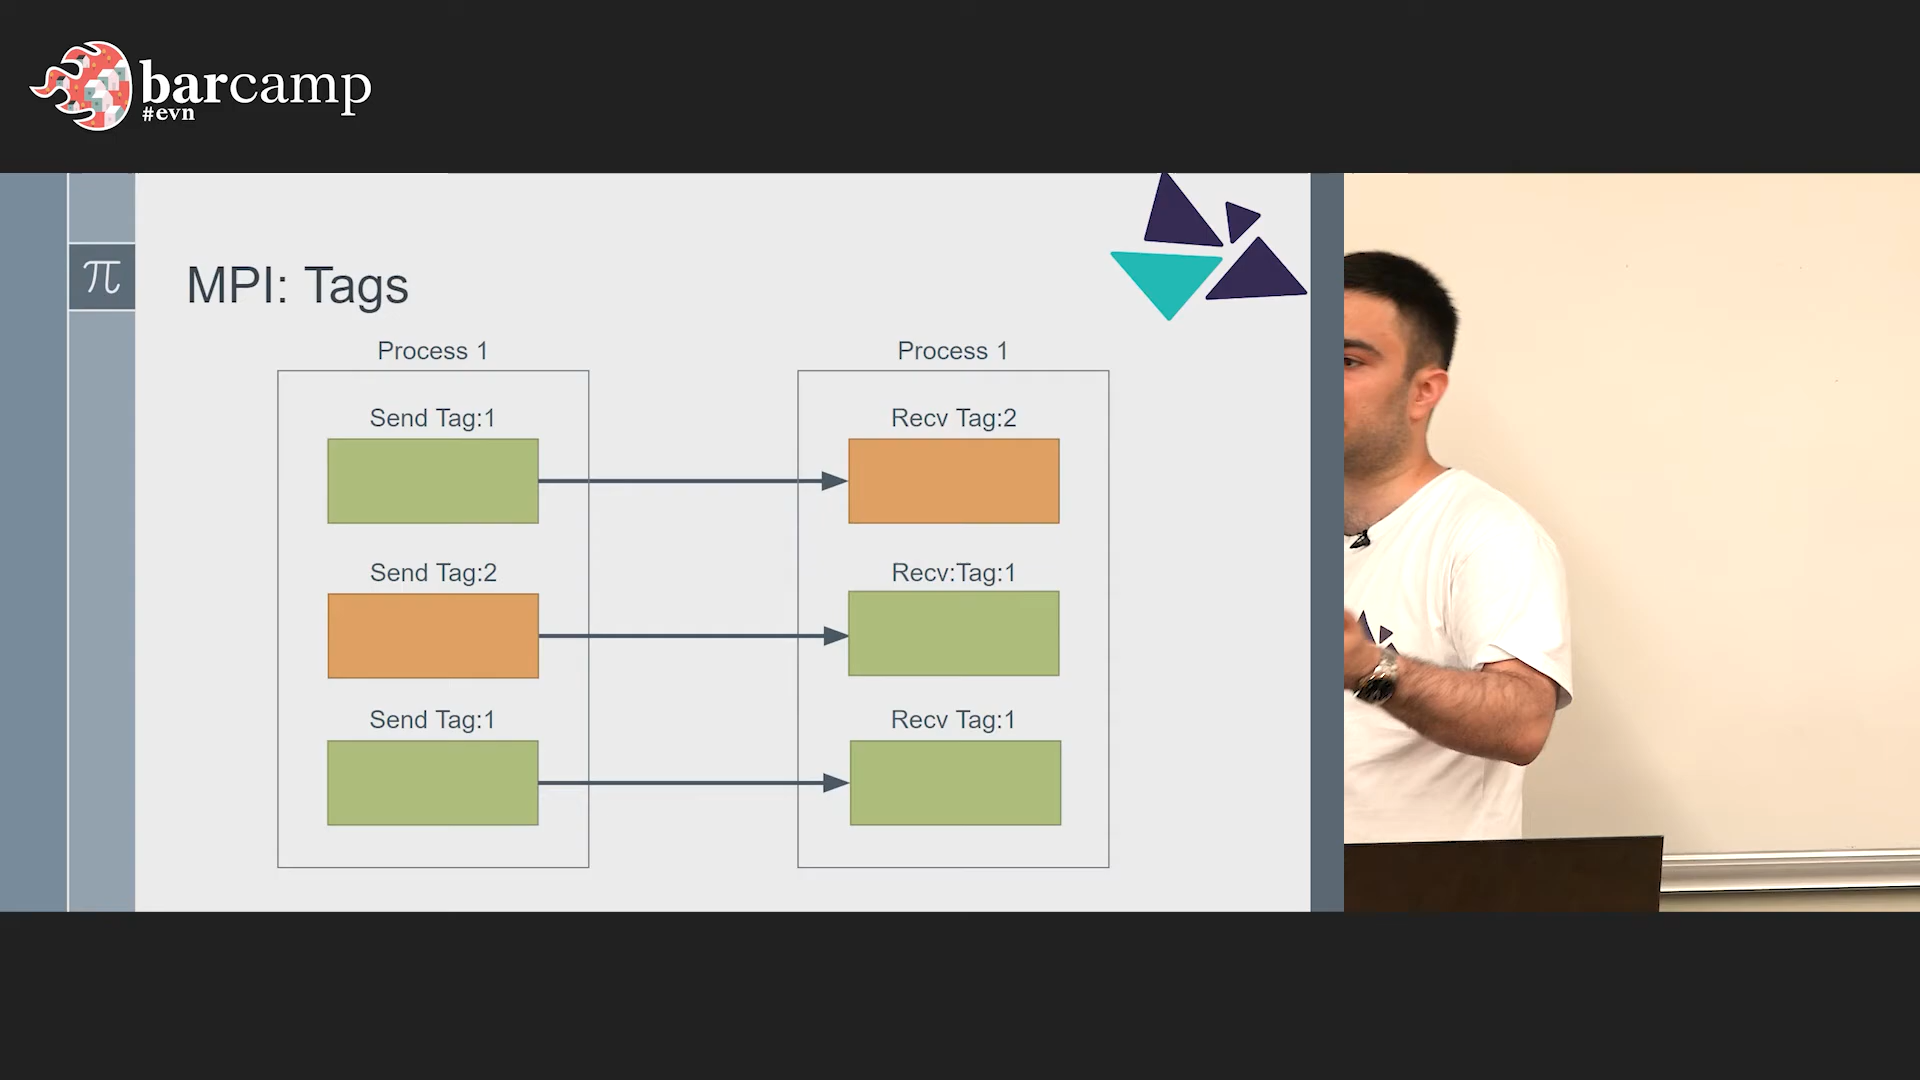 barcamp
#evn
π
MPI: Tags
Process 1
Process 1
Send Tag:1
Recv Tag:2
Send Tag:2
Recv:Tag:1
Send Tag:1
Recv Tag:1